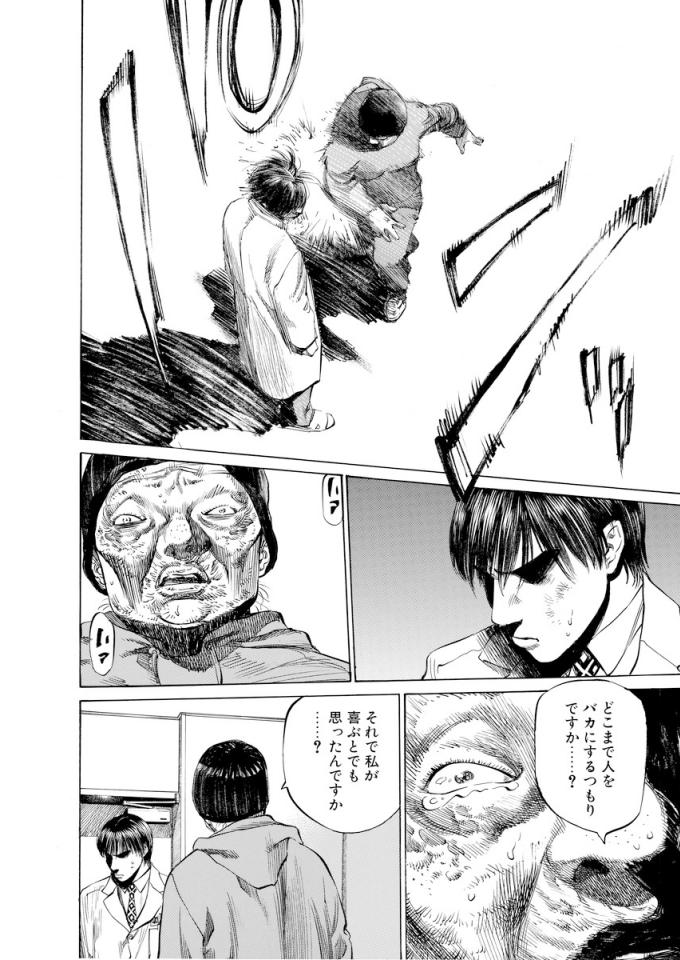 ハァ
ハァ
どこまで人を
バカにするつもり
ですか……?
それで私が
喜ぶとでも
思ったんですか
……?